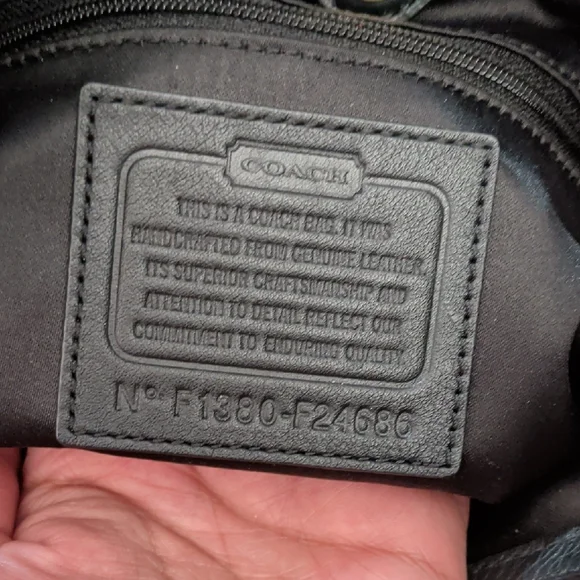 COACH
THIS IS A COACH BAG. IT WAS
HANDCRAFTED FROM GENUINE LEATHER.
ITS SUPERIOR CRAFTSMANSHIP AND
ATTENTION TO DETAIL REFLECT OUR
COMMITMENT TO ENDURING QUALITY.
Nº F1380-F24686